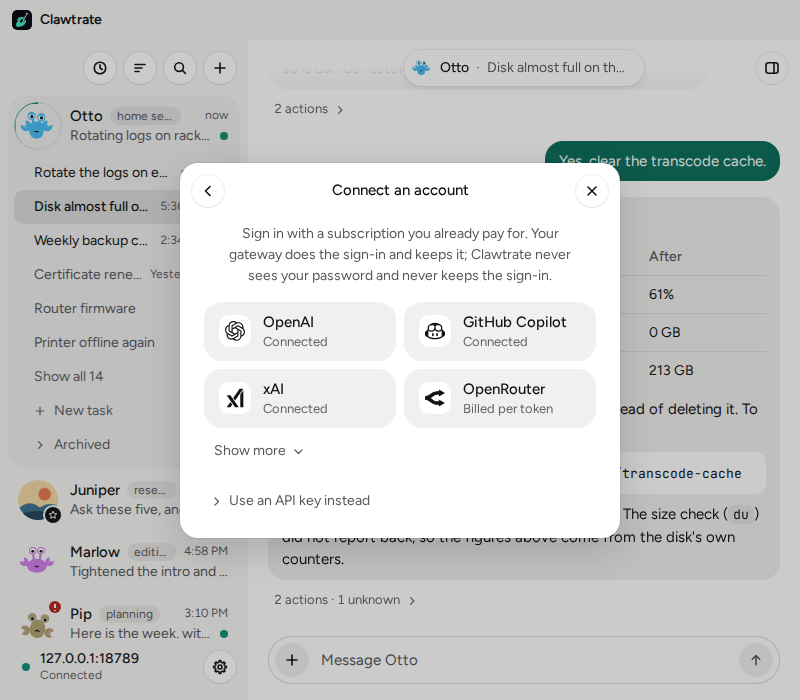 Clawtrate
Otto · Disk almost full on th...
2 actions
Otto home se... now
Rotating logs on rack...
Rotate the logs on e...
Disk almost full o... 5:36
Weekly backup c... 2:34
Certificate rene... Yeste
Router firmware
Printer offline again
Show all 14
New task
Archived
Juniper rese...
Ask these five, an
Marlow editi... 4:58 PM
Tightened the intro and ...
Pip planning 3:10 PM
Here is the week. wit...
127.0.0.1:18789
Connected
Yes, clear the transcode cache.
Connect an account
Sign in with a subscription you already pay for. Your
gateway does the sign-in and keeps it; Clawtrate never
sees your password and never keeps the sign-in.
OpenAI
Connected
GitHub Copilot
Connected
xAI
Connected
OpenRouter
Billed per token
Show more
Use an API key instead
After
61%
0 GB
213 GB
ead of deleting it. To
/transcode-cache
The size check (du)
did not report back, so the figures above come from the disk's own
counters.
2 actions · 1 unknown
Message Otto